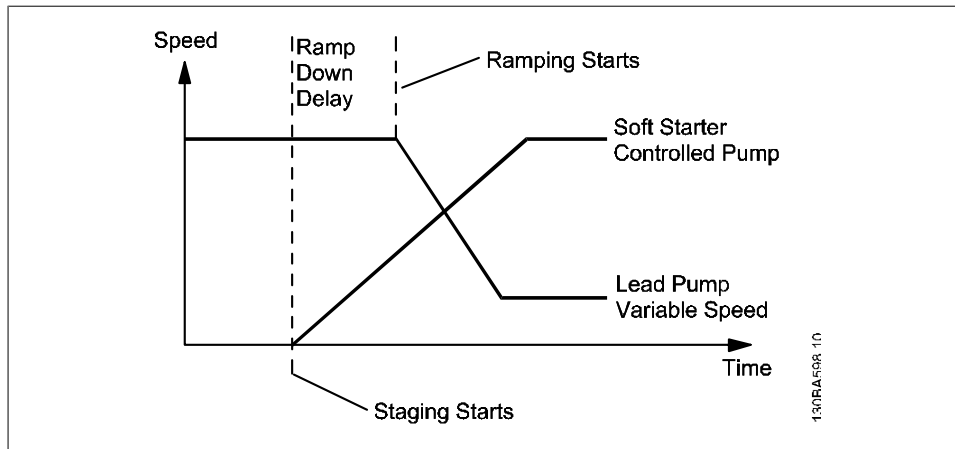 Speed
Ramp
Down
Delay
Ramping Starts
Soft Starter
Controlled Pump
Lead Pump
Variable Speed
Time
Staging Starts
130BA598.10